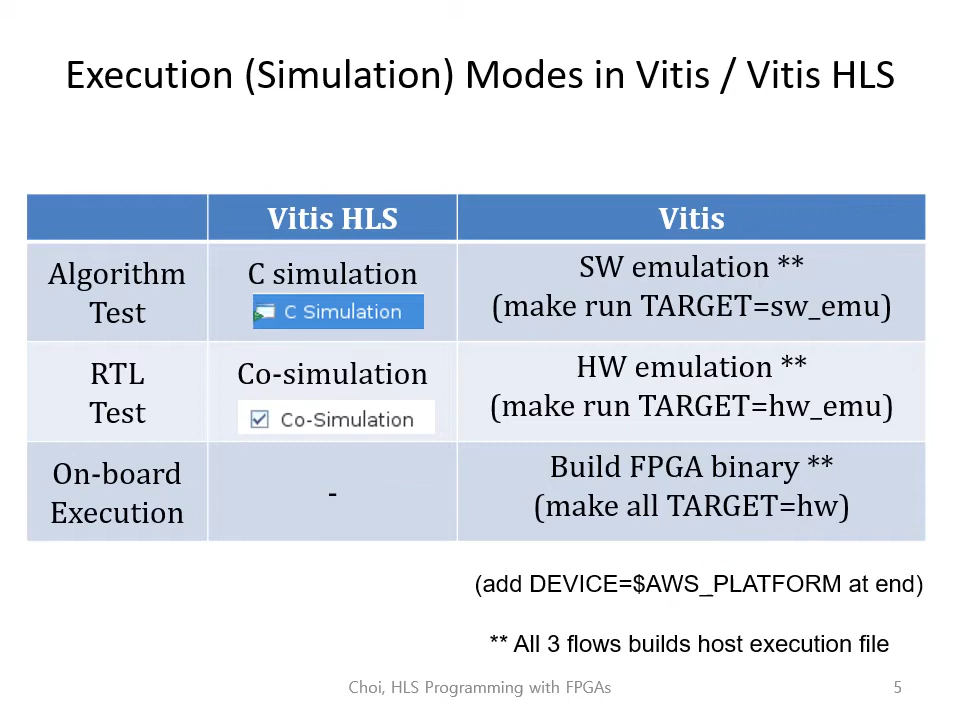 Execution (Simulation) Modes in Vitis / Vitis HLS
Vitis HLS
Vitis
Algorithm
Test
C simulation
C Simulation
SW emulation **
(make run TARGET=sw_emu)
RTL
Test
Co-simulation
Co-Simulation
HW emulation **
(make run TARGET=hw_emu)
On-board
Execution
-
Build FPGA binary **
(make all TARGET=hw)
(add DEVICE=$AWS_PLATFORM at end)
** All 3 flows builds host execution file
Choi, HLS Programming with FPGAs
5